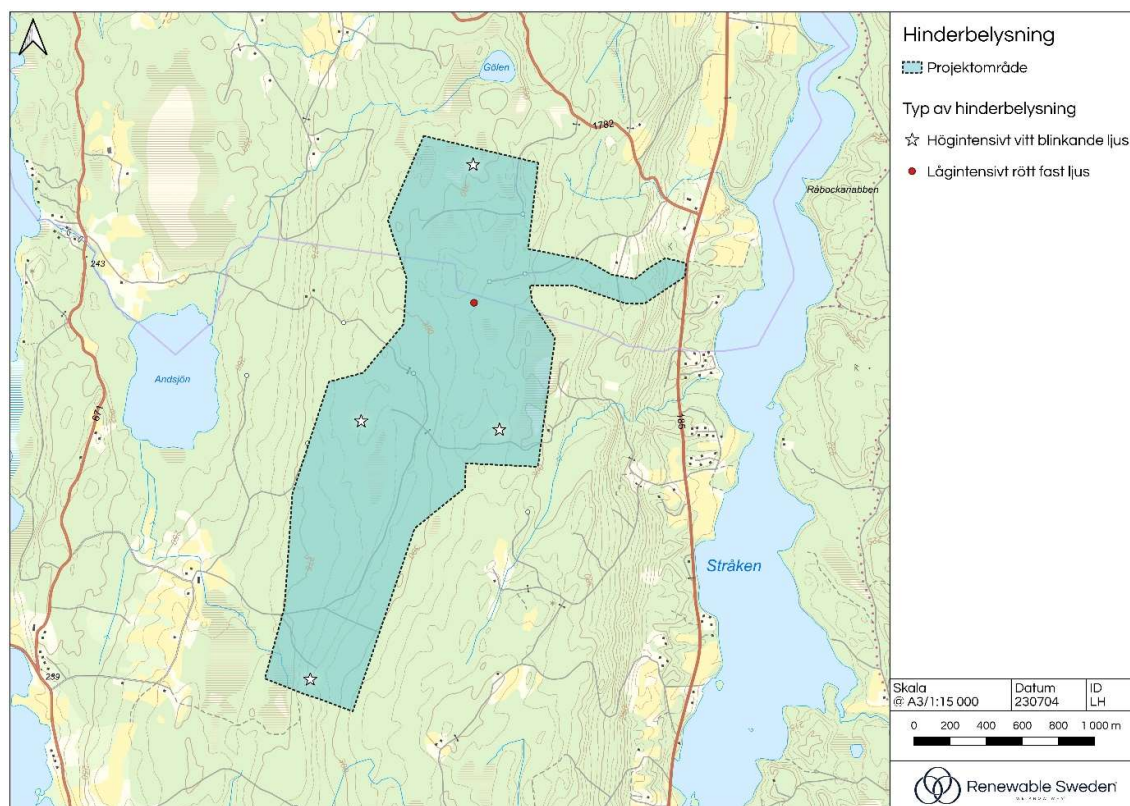 Gölen
1782
243
Andsjön
671
185
Stråken
239
Råbockanabben
Hinderbelysning
Projektområde
Typ av hinderbelysning
Högintensivt vitt blinkande ljus
Lågintensivt rött fast ljus
Skala
@ A3/1:15 000
Datum
230704
ID
LH
0 200 400 600 800 1 000 m
Renewable Sweden